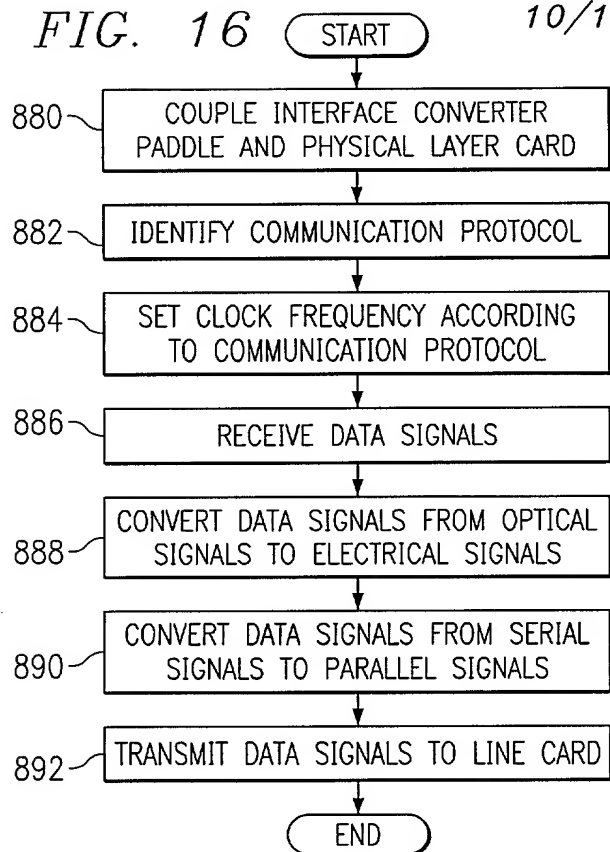 FIG. 16
10/1
START
880
COUPLE INTERFACE CONVERTER
PADDLE AND PHYSICAL LAYER CARD
882
IDENTIFY COMMUNICATION PROTOCOL
884
SET CLOCK FREQUENCY ACCORDING
TO COMMUNICATION PROTOCOL
886
RECEIVE DATA SIGNALS
888
CONVERT DATA SIGNALS FROM OPTICAL
SIGNALS TO ELECTRICAL SIGNALS
890
CONVERT DATA SIGNALS FROM SERIAL
SIGNALS TO PARALLEL SIGNALS
892
TRANSMIT DATA SIGNALS TO LINE CARD
END